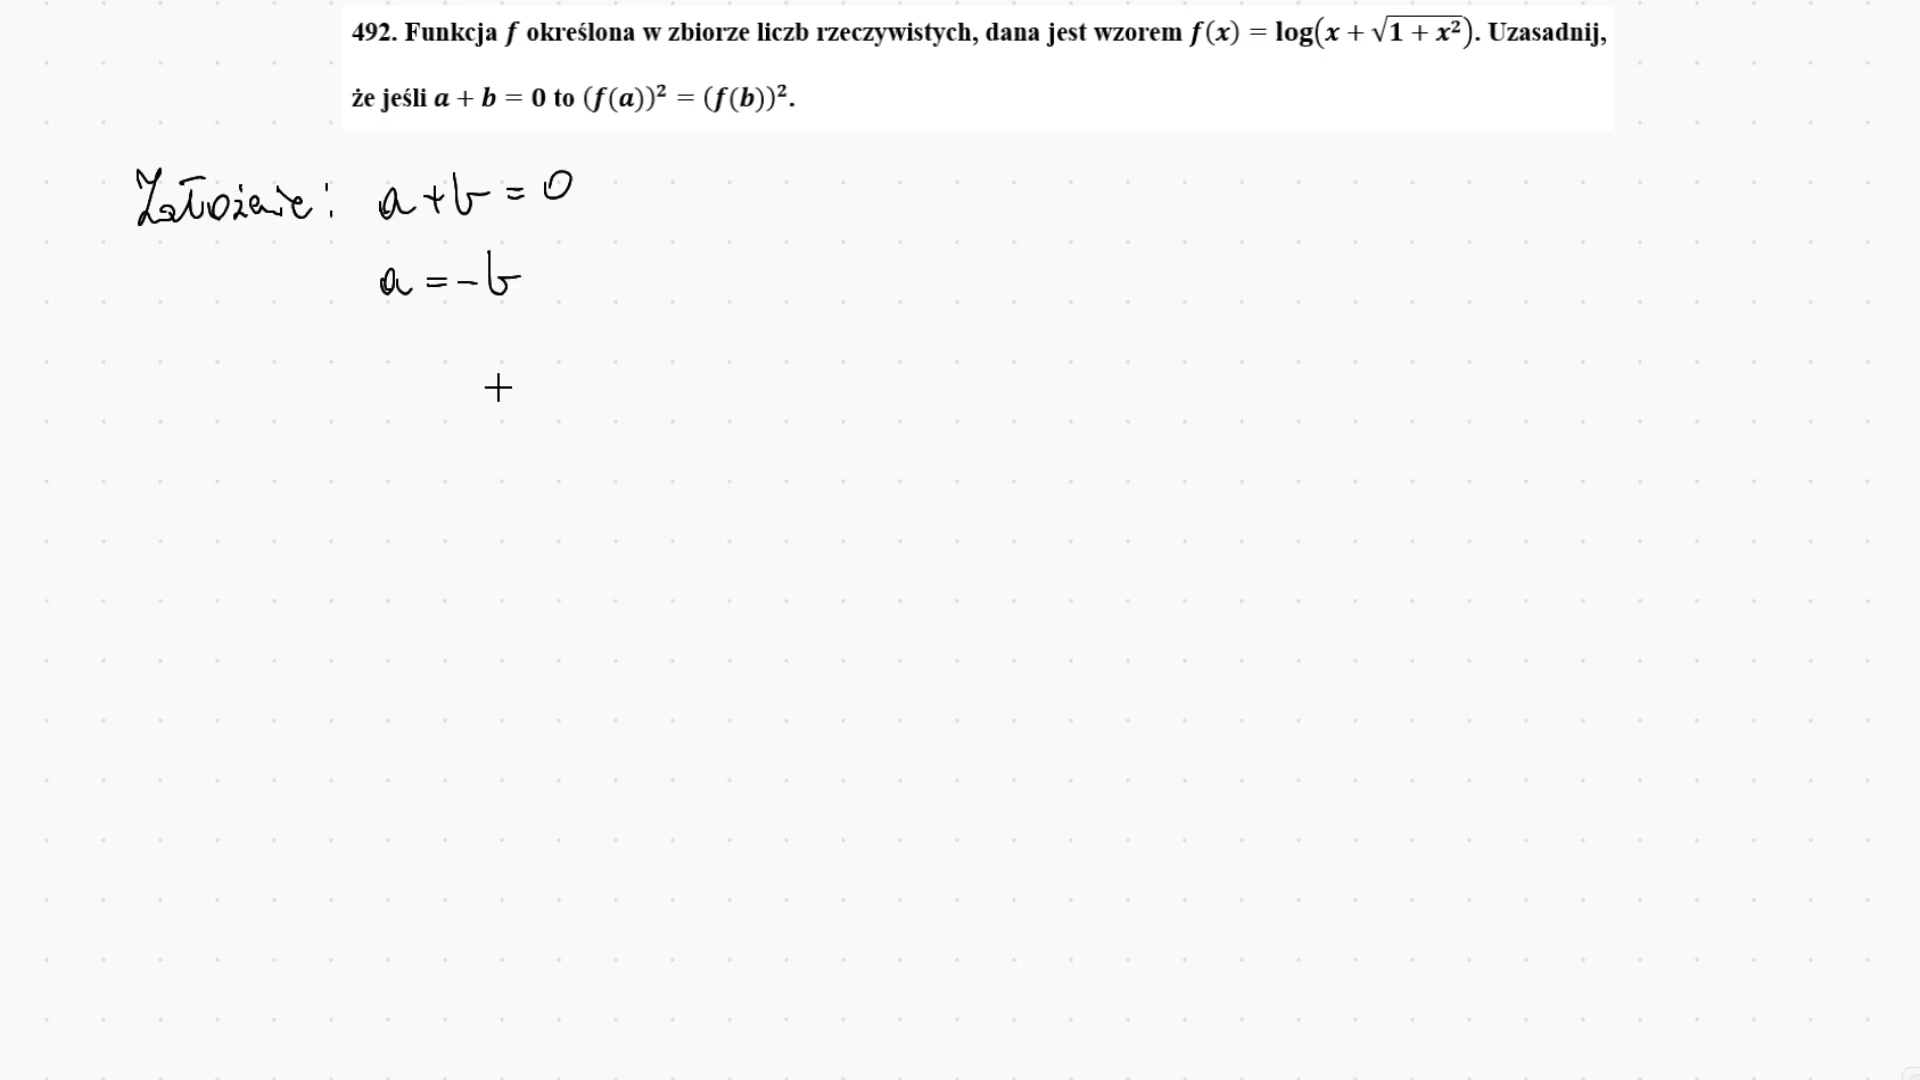 492. Funkcja f określona w zbiorze liczb rzeczywistych, dana jest wzorem f(x) = log(x + √(1 + x²)). Uzasadnij,
że jeśli a + b = 0 to (f(a))² = (f(b))².
Założenie: a+b = 0
a = -b